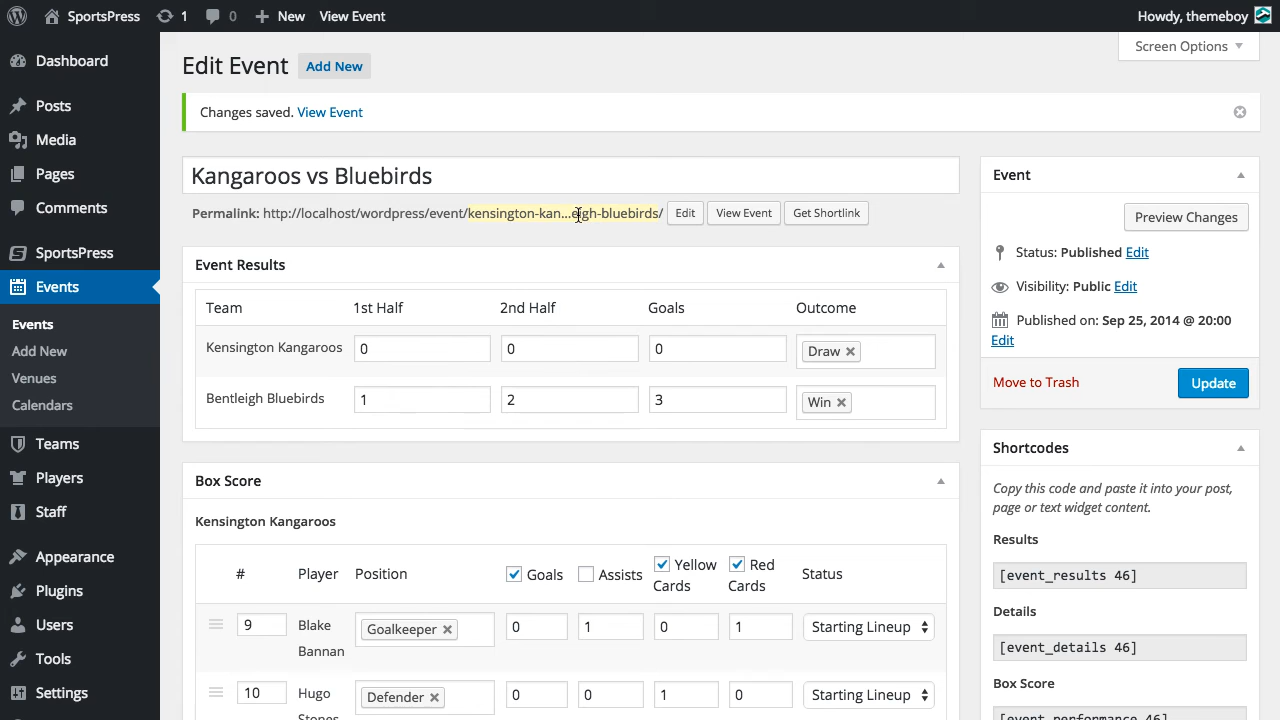 SportsPress 1 0 New View Event Howdy, themeboy
Screen Options
Dashboard
Posts
Media
Pages
Comments
SportsPress
Events
Events
Add New
Venues
Calendars
Teams
Players
Staff
Appearance
Plugins
Users
Tools
Settings
Edit Event Add New
Changes saved. View Event
Kangaroos vs Bluebirds
Permalink: http://localhost/wordpress/event/kensington-kan...eigh-bluebirds/ Edit View Event Get Shortlink
Event Results
Team 1st Half 2nd Half Goals Outcome
Kensington Kangaroos 0 0 0 Draw
Bentleigh Bluebirds 1 2 3 Win
Box Score
Kensington Kangaroos
# Player Position Goals Assists Yellow Cards Red Cards Status
9 Blake Bannan Goalkeeper 0 1 0 1 Starting Lineup
10 Hugo Stones Defender 0 0 1 0 Starting Lineup
Event
Preview Changes
Status: Published Edit
Visibility: Public Edit
Published on: Sep 25, 2014 @ 20:00
Edit
Move to Trash Update
Shortcodes
Copy this code and paste it into your post,
page or text widget content.
Results
[event_results 46]
Details
[event_details 46]
Box Score
[event_performance 46]